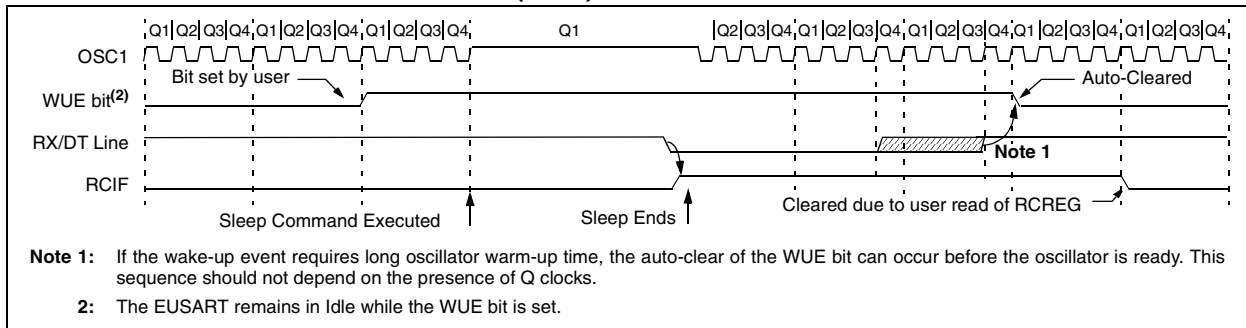 Q1 Q2 Q3 Q4 Q1 Q2 Q3 Q4 Q1 Q2 Q3 Q4 Q1 Q2 Q3 Q4 Q1 Q2 Q3 Q4 Q1 Q2 Q3 Q4 Q1 Q2 Q3 Q4 Q1 Q2 Q3 Q4
OSC1
Bit set by user
Auto-Cleared
WUE bit(2)
RX/DT Line
Note 1
RCIF
Sleep Command Executed
Sleep Ends
Cleared due to user read of RCREG
Note 1: If the wake-up event requires long oscillator warm-up time, the auto-clear of the WUE bit can occur before the oscillator is ready. This
sequence should not depend on the presence of Q clocks.
2: The EUSART remains in Idle while the WUE bit is set.